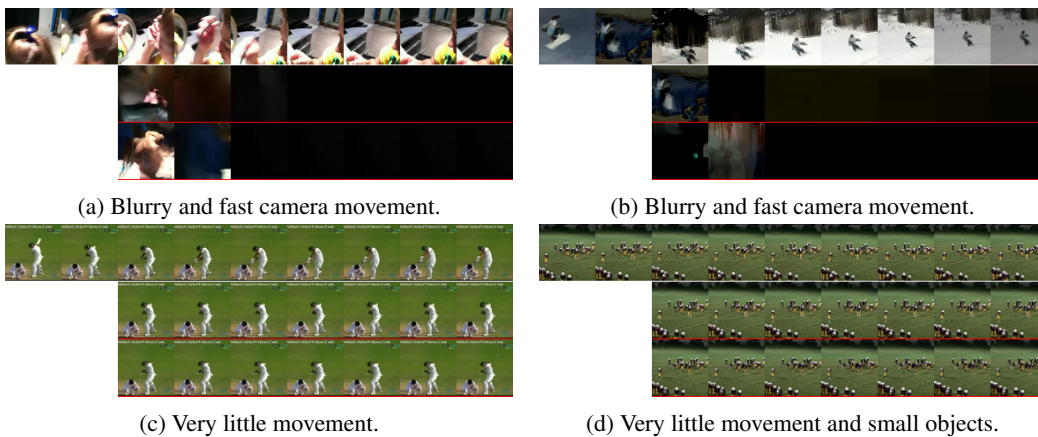 (a) Blurry and fast camera movement.
(b) Blurry and fast camera movement.
(c) Very little movement.
(d) Very little movement and small objects.